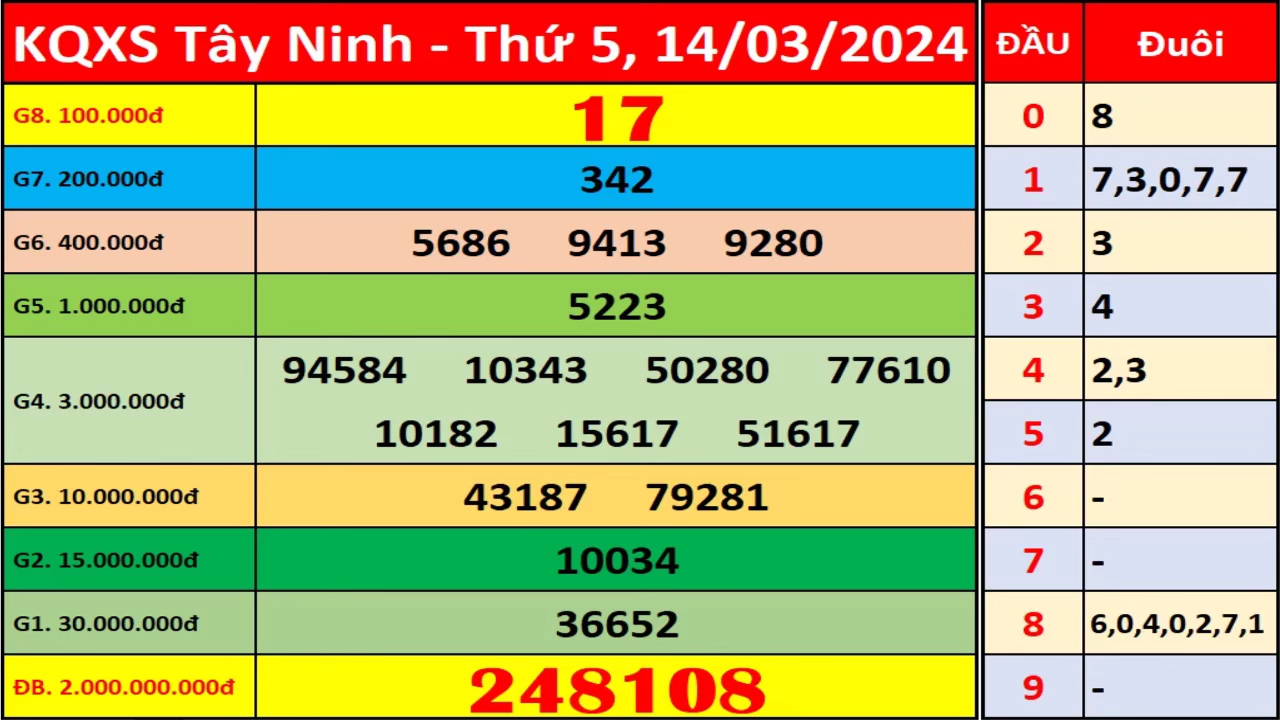 KQXS Tây Ninh - Thứ 5, 14/03/2024 ĐẦU Đuôi
G8. 100.000đ 17 0 8
G7. 200.000đ 342 1 7,3,0,7,7
G6. 400.000đ 5686 9413 9280 2 3
G5. 1.000.000đ 5223 3 4
G4. 3.000.000đ 94584 10343 50280 77610 4 2,3
10182 15617 51617 5 2
G3. 10.000.000đ 43187 79281 6 -
G2. 15.000.000đ 10034 7 -
G1. 30.000.000đ 36652 8 6,0,4,0,2,7,1
ĐB. 2.000.000.000đ 248108 9 -